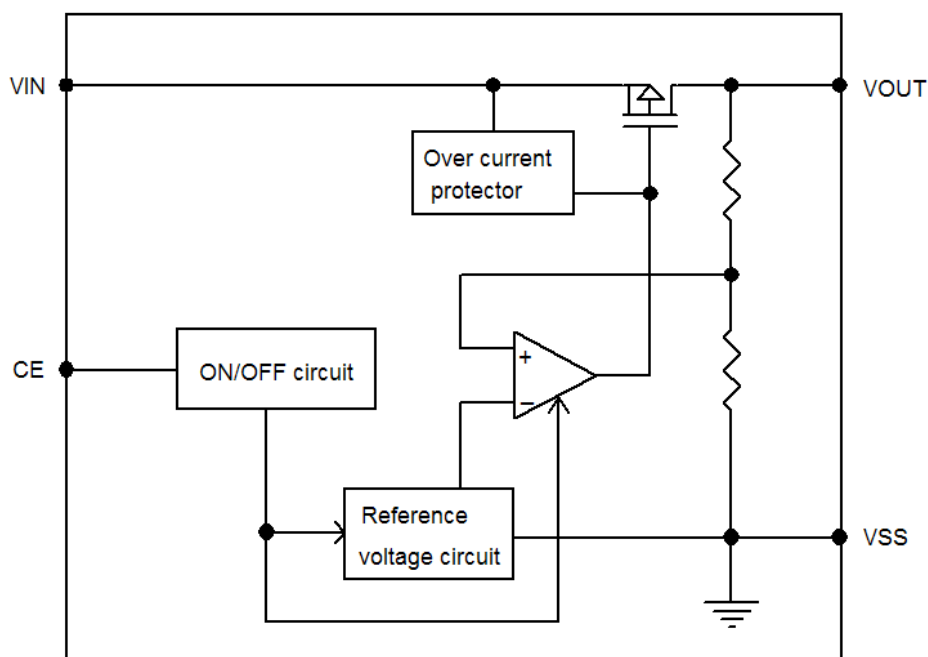 VIN
VOUT
Over current
protector
CE
ON/OFF circuit
+
−
Reference
voltage circuit
VSS